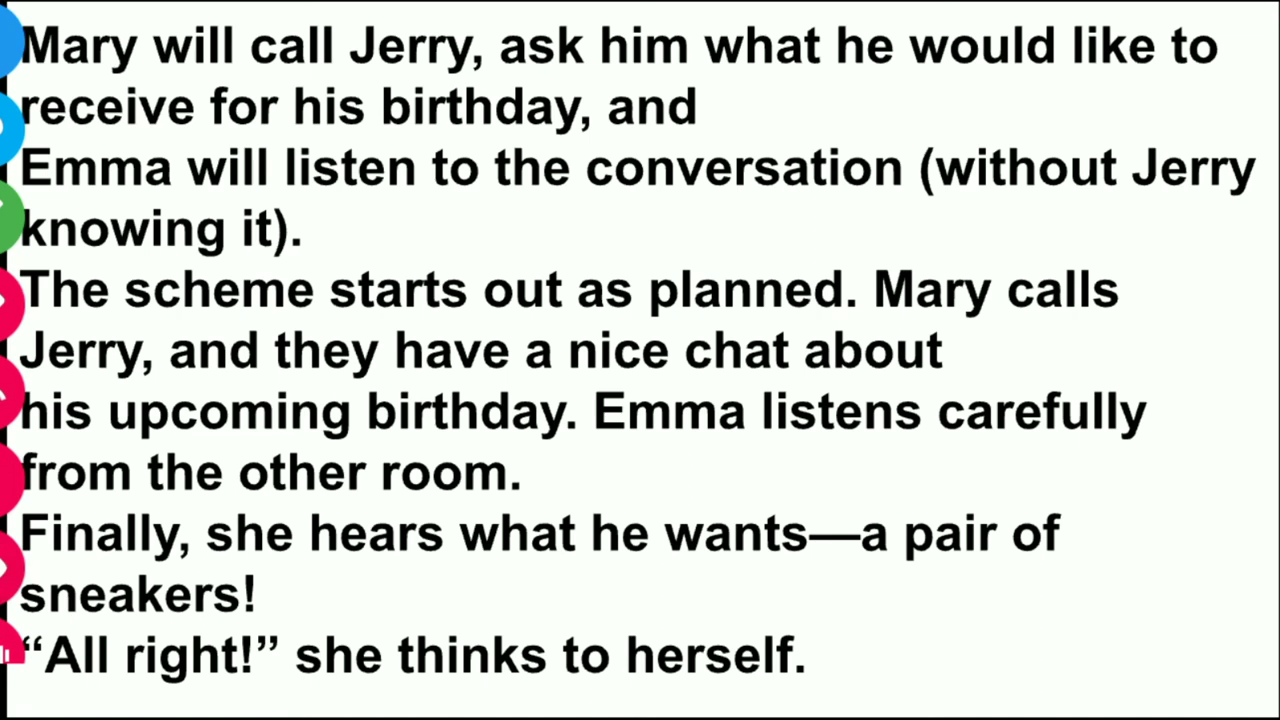 Mary will call Jerry, ask him what he would like to
receive for his birthday, and
Emma will listen to the conversation (without Jerry
knowing it).
The scheme starts out as planned. Mary calls
Jerry, and they have a nice chat about
his upcoming birthday. Emma listens carefully
from the other room.
Finally, she hears what he wants—a pair of
sneakers!
“All right!” she thinks to herself.